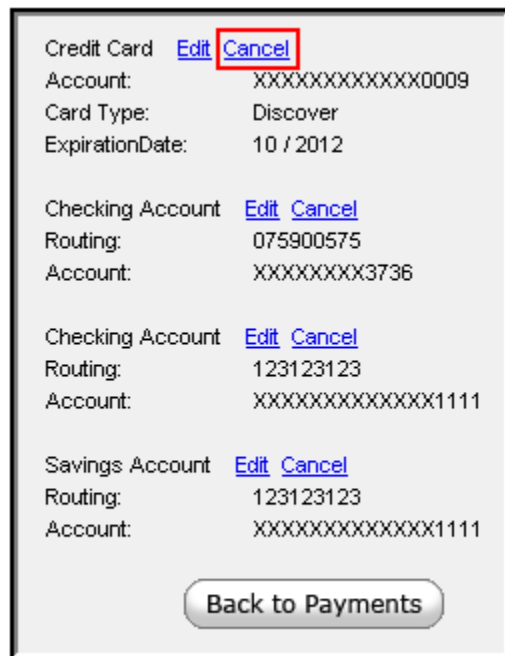 Credit Card Edit Cancel
Account: XXXXXXXXXXXX0009
Card Type: Discover
ExpirationDate: 10 / 2012
Checking Account Edit Cancel
Routing: 075900575
Account: XXXXXXXX3736
Checking Account Edit Cancel
Routing: 123123123
Account: XXXXXXXXXXXXX1111
Savings Account Edit Cancel
Routing: 123123123
Account: XXXXXXXXXXXXX1111
Back to Payments